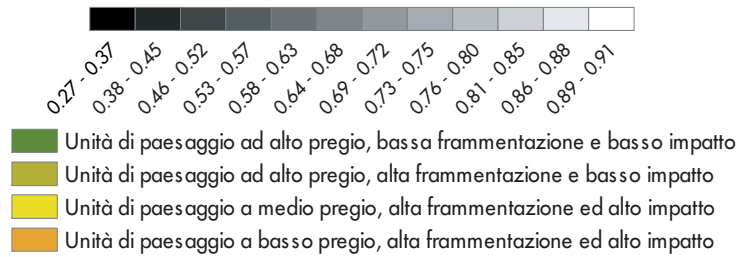 0.27 - 0.37
0.38 - 0.45
0.46 - 0.52
0.53 - 0.57
0.58 - 0.63
0.64 - 0.68
0.69 - 0.72
0.73 - 0.75
0.76 - 0.80
0.81 - 0.85
0.86 - 0.88
0.89 - 0.91
Unità di paesaggio ad alto pregio, bassa frammentazione e basso impatto
Unità di paesaggio ad alto pregio, alta frammentazione e basso impatto
Unità di paesaggio a medio pregio, alta frammentazione ed alto impatto
Unità di paesaggio a basso pregio, alta frammentazione ed alto impatto